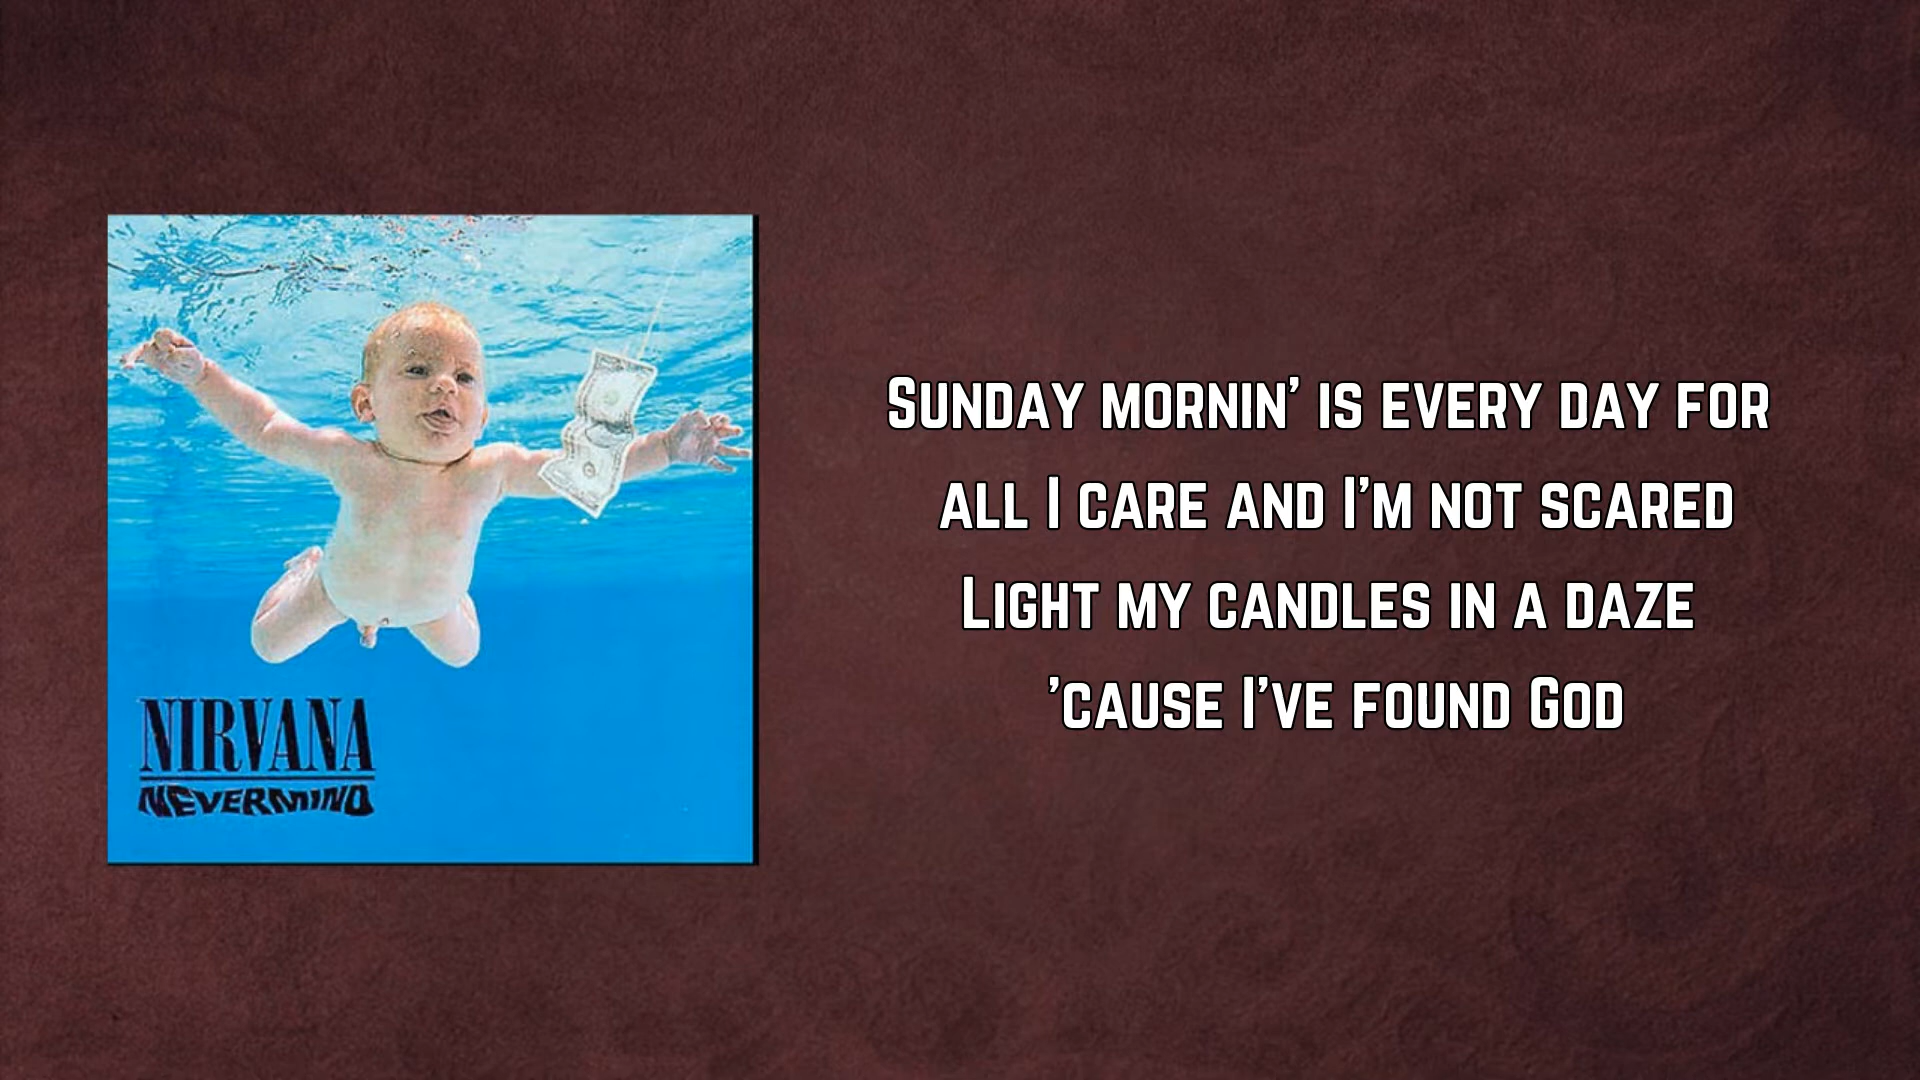 NIRVANA
NEVERMIND
Sunday mornin' is every day for
all I care and I'm not scared
Light my candles in a daze
'cause I've found God